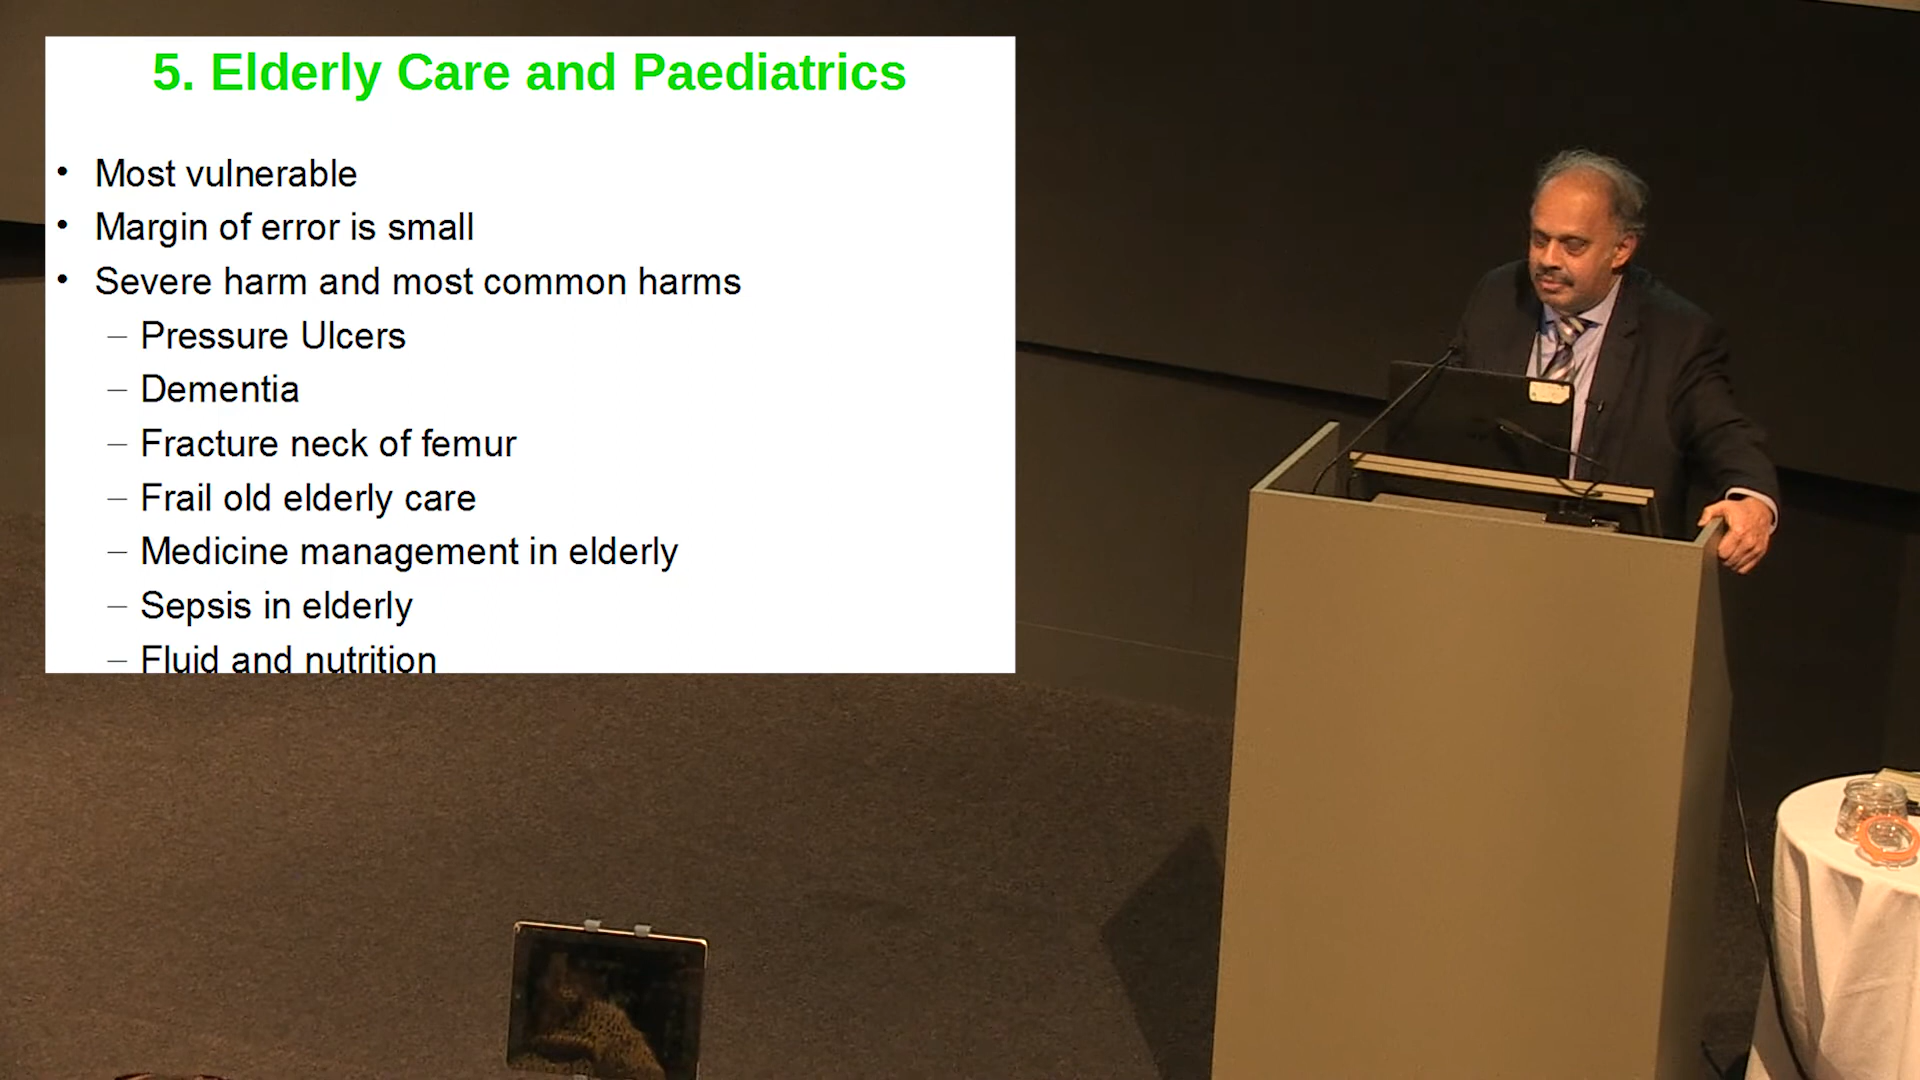 5. Elderly Care and Paediatrics
• Most vulnerable
• Margin of error is small
• Severe harm and most common harms
– Pressure Ulcers
– Dementia
– Fracture neck of femur
– Frail old elderly care
– Medicine management in elderly
– Sepsis in elderly
– Fluid and nutrition